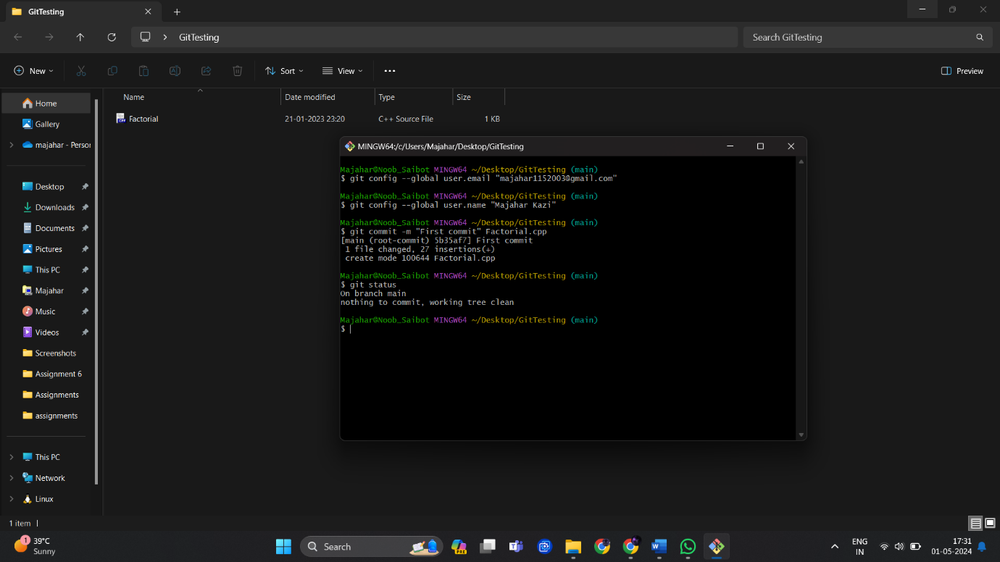 GitTesting
GitTesting
Search GitTesting
New
Sort
View
Preview
Name
Date modified
Type
Size
Factorial
21-01-2023 23:20
C++ Source File
1 KB
Home
Gallery
majahar - Persor
Desktop
Downloads
Documents
Pictures
This PC
Majahar
Music
Videos
Screenshots
Assignment 6
Assignments
assignments
This PC
Network
Linux
MINGW64:/c/Users/Majahar/Desktop/GitTesting
Majahar@Noob_Saibot MINGW64 ~/Desktop/GitTesting (main)
$ git config --global user.email "majahar1152003@gmail.com"
Majahar@Noob_Saibot MINGW64 ~/Desktop/GitTesting (main)
$ git config --global user.name "Majahar Kazi"
Majahar@Noob_Saibot MINGW64 ~/Desktop/GitTesting (main)
$ git commit -m "First commit" Factorial.cpp
[main (root-commit) 5b35af7] First commit
1 file changed, 27 insertions(+)
create mode 100644 Factorial.cpp
Majahar@Noob_Saibot MINGW64 ~/Desktop/GitTesting (main)
$ git status
On branch main
nothing to commit, working tree clean
Majahar@Noob_Saibot MINGW64 ~/Desktop/GitTesting (main)
$
1 item
1
39°C
Sunny
Search
PRE
ENG
IN
17:31
01-05-2024